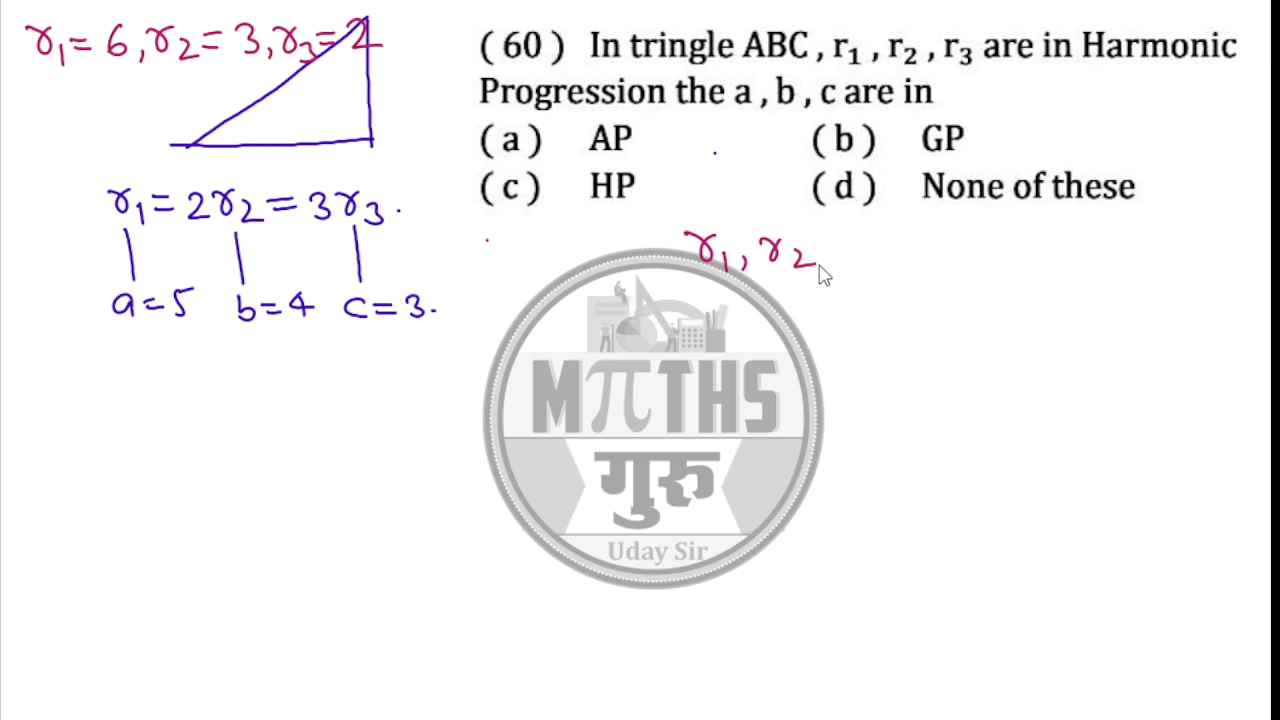 r₁ = 6, r₂ = 3, r₃ = 2
( 60 ) In tringle ABC , r₁ , r₂ , r₃ are in Harmonic
Progression the a , b , c are in
( a ) AP ( b ) GP
( c ) HP ( d ) None of these
r₁ = 2r₂ = 3r₃.
a = 5 b = 4 c = 3.
r₁, r₂
MπTHS
गुरु
Uday Sir